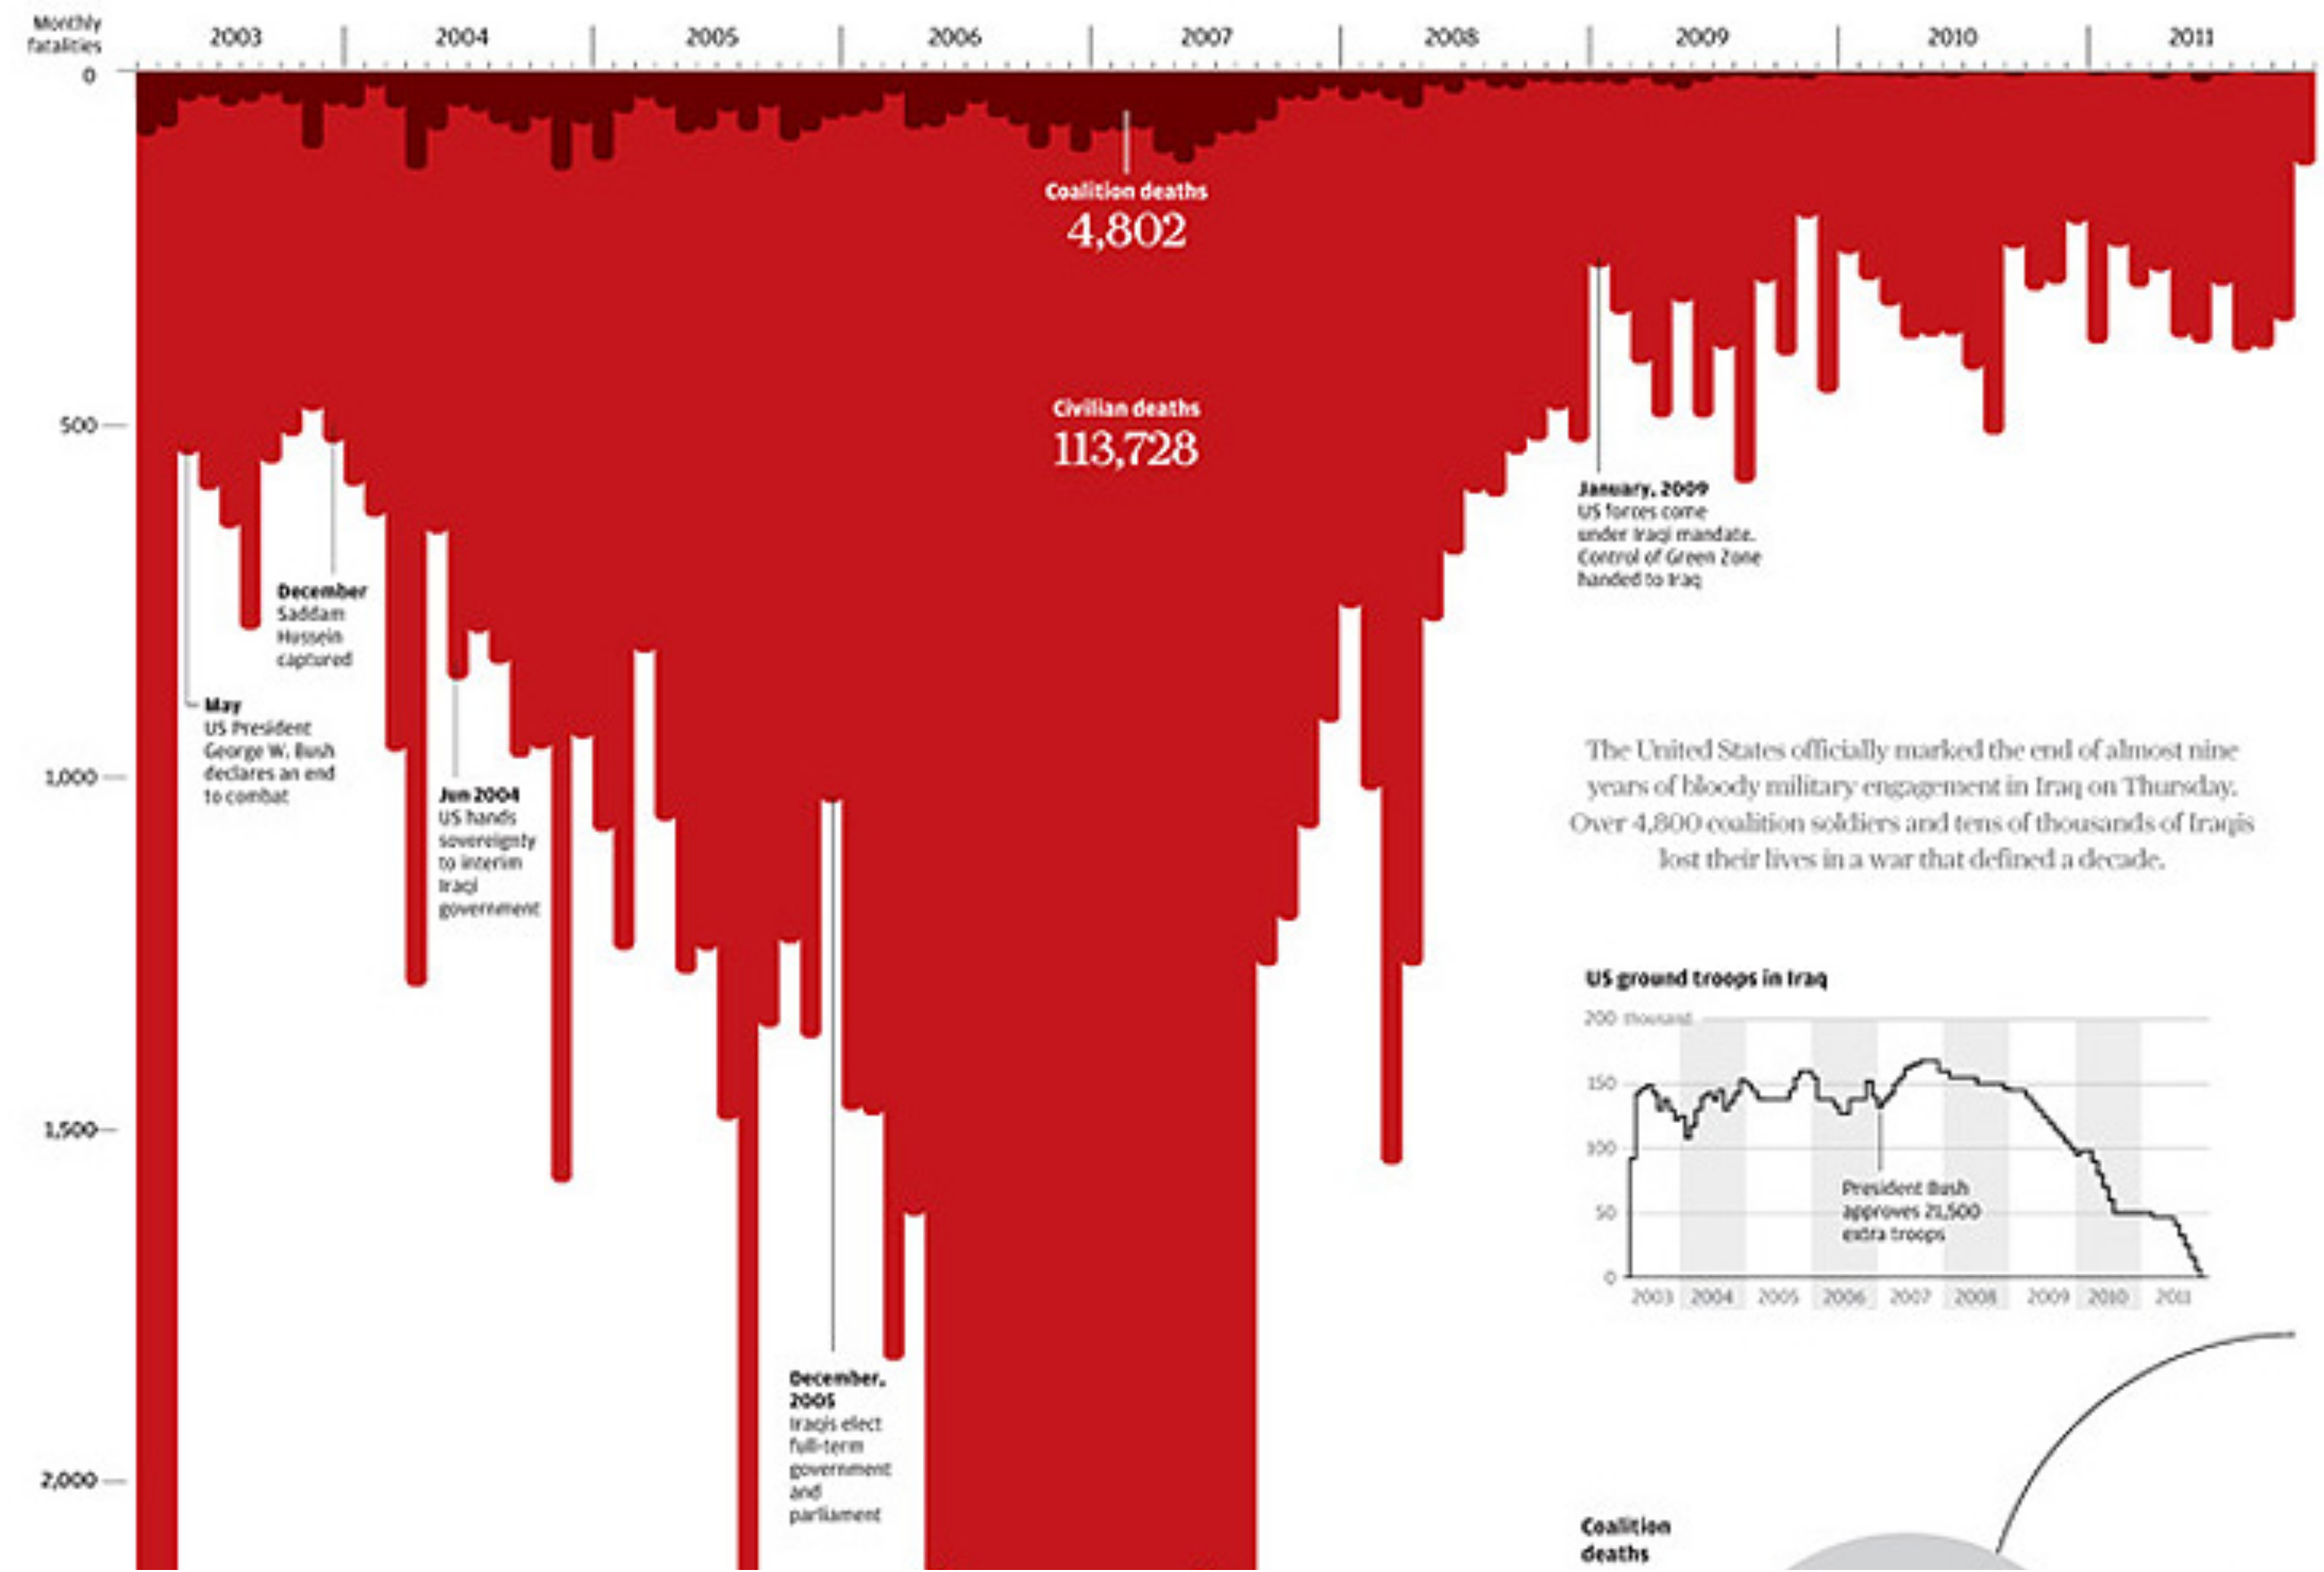 Monthly
fatalities
2003
2004
2005
2006
2007
2008
2009
2010
2011
0
500
1,000
1,500
2,000
Coalition deaths
4,802
Civilian deaths
113,728
December
Saddam
Hussein
captured
May
US President
George W. Bush
declares an end
to combat
Jun 2004
US hands
sovereignty
to interim
Iraqi
government
December,
2005
Iraqis elect
full-term
government
and
parliament
January, 2009
US forces come
under Iraqi mandate.
Control of Green Zone
handed to Iraq
The United States officially marked the end of almost nine
years of bloody military engagement in Iraq on Thursday.
Over 4,800 coalition soldiers and tens of thousands of Iraqis
lost their lives in a war that defined a decade.
US ground troops in Iraq
200 thousand
150
100
50
0
President Bush
approves 21,500
extra troops
2003
2004
2005
2006
2007
2008
2009
2010
2011
Coalition
deaths